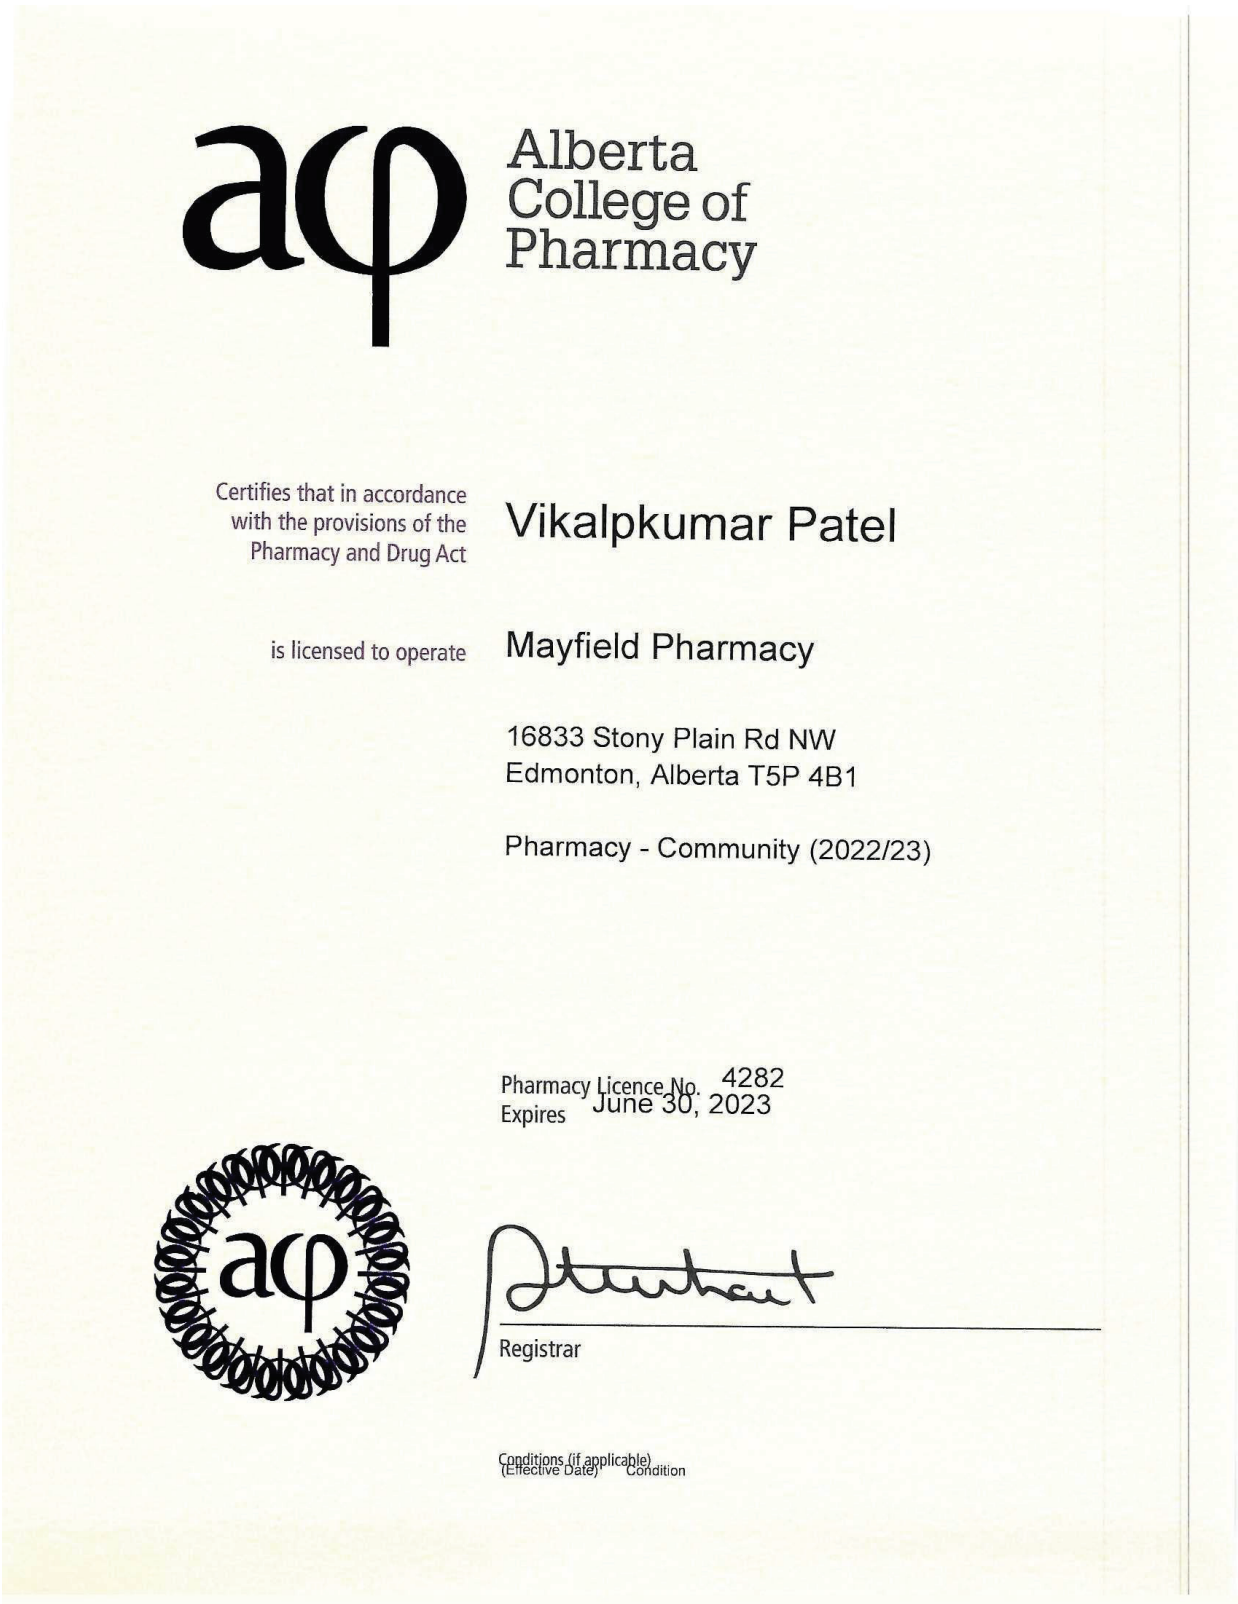 acp
Alberta
College of
Pharmacy
Certifies that in accordance
with the provisions of the
Pharmacy and Drug Act
Vikalpkumar Patel
is licensed to operate
Mayfield Pharmacy
16833 Stony Plain Rd NW
Edmonton, Alberta T5P 4B1
Pharmacy - Community (2022/23)
Pharmacy Licence No. 4282
Expires June 30, 2023
acp
Registrar
Conditions (if applicable)
(Effective Date) Condition